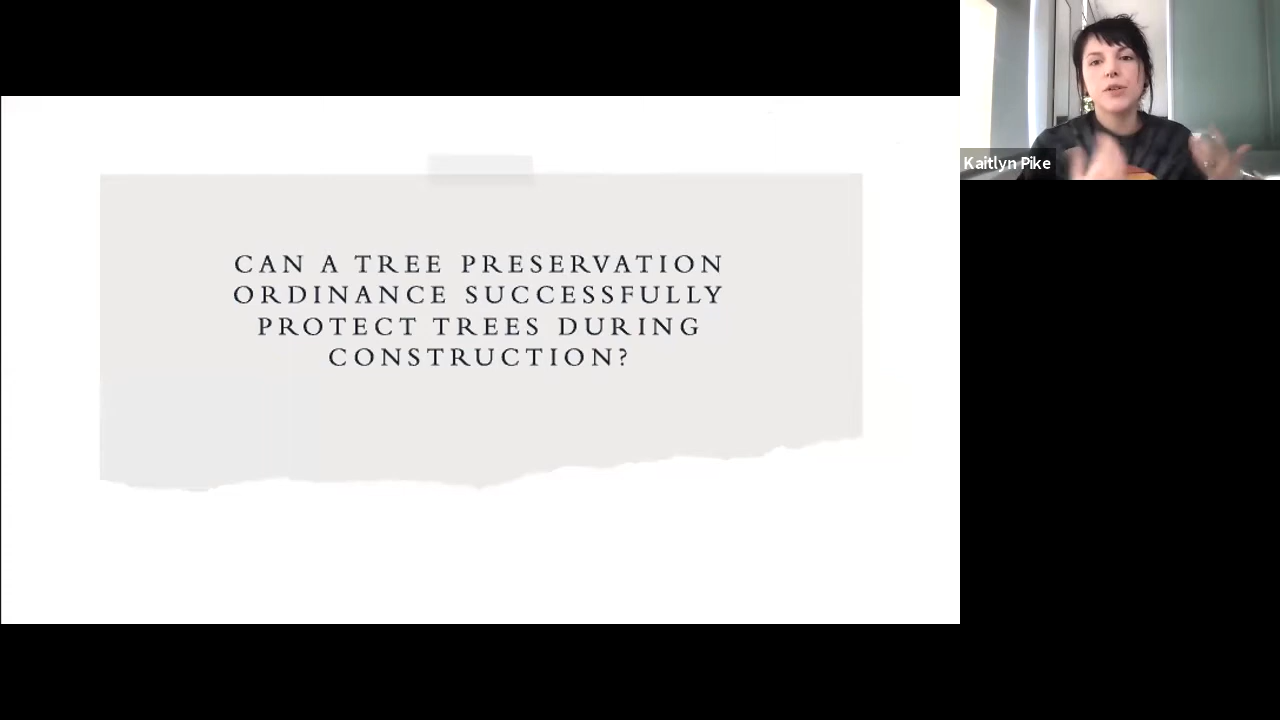 CAN A TREE PRESERVATION
ORDINANCE SUCCESSFULLY
PROTECT TREES DURING
CONSTRUCTION?
Kaitlyn Pike